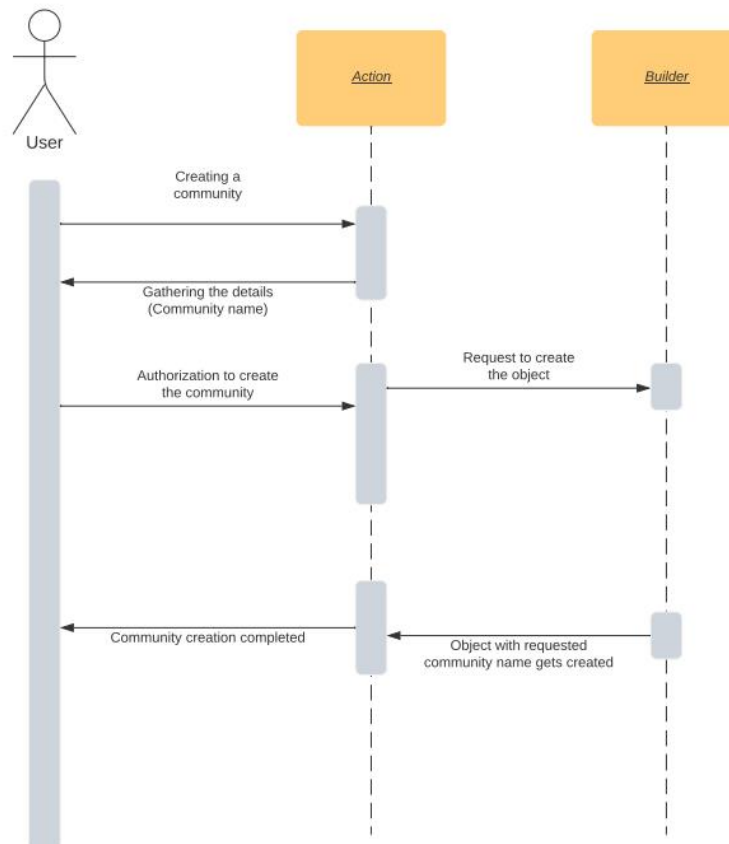 Action
Builder
User
Creating a
community
Gathering the details
(Community name)
Authorization to create
the community
Request to create
the object
Community creation completed
Object with requested
community name gets created